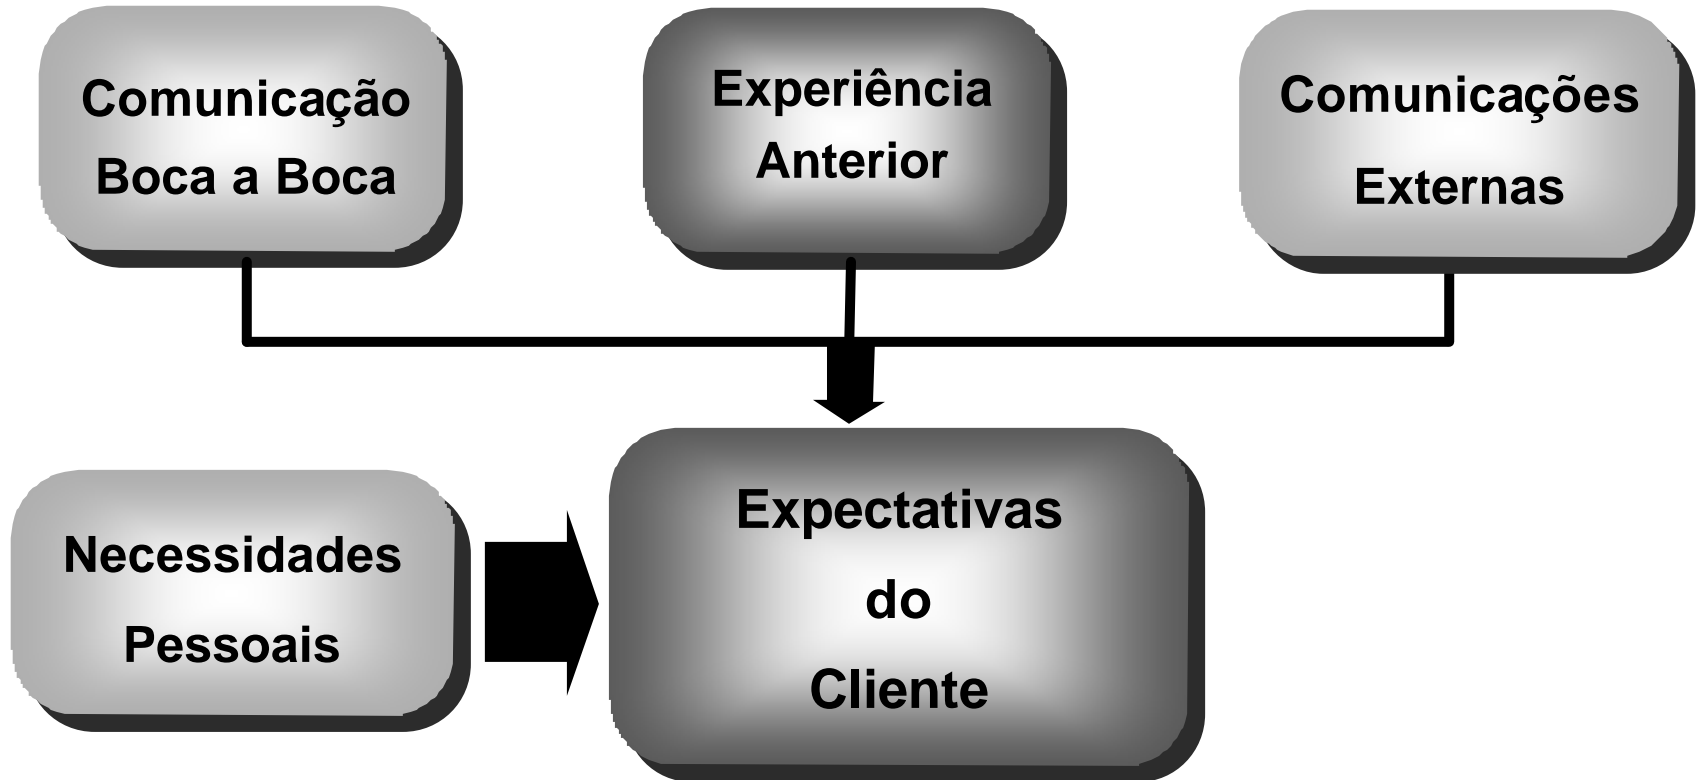 Comunicação
Boca a Boca
Experiência
Anterior
Comunicações
Externas
Necessidades
Pessoais
Expectativas
do
Cliente